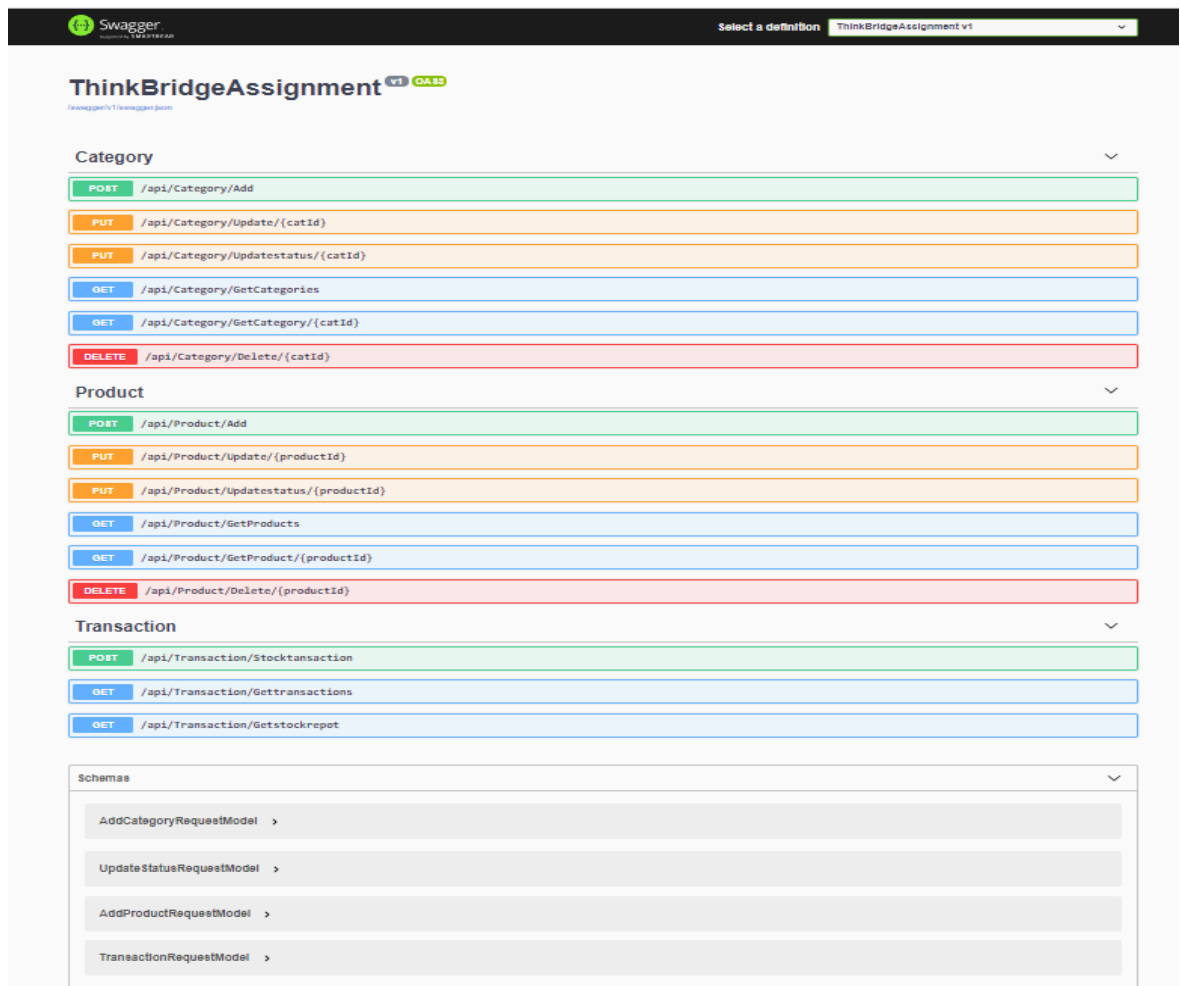 Swagger.
Supported by SMARTBEAR
Select a definition
ThinkBridgeAssignment v1
ThinkBridgeAssignment v1 OAS3
/swagger/v1/swagger.json
Category
POST /api/Category/Add
PUT /api/Category/Update/{catId}
PUT /api/Category/Updatestatus/{catId}
GET /api/Category/GetCategories
GET /api/Category/GetCategory/{catId}
DELETE /api/Category/Delete/{catId}
Product
POST /api/Product/Add
PUT /api/Product/Update/{productId}
PUT /api/Product/Updatestatus/{productId}
GET /api/Product/GetProducts
GET /api/Product/GetProduct/{productId}
DELETE /api/Product/Delete/{productId}
Transaction
POST /api/Transaction/Stocktansaction
GET /api/Transaction/Gettransactions
GET /api/Transaction/Getstockrepot
Schemas
AddCategoryRequestModel
UpdateStatusRequestModel
AddProductRequestModel
TransactionRequestModel